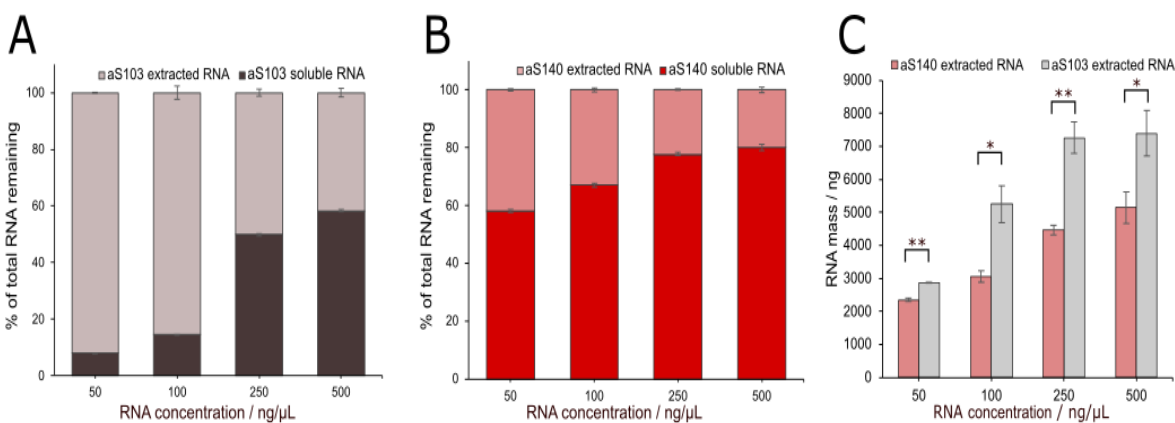 A
aS103 extracted RNA aS103 soluble RNA
% of total RNA remaining
100
80
60
40
20
0
50 100 250 500
RNA concentration / ng/µL
B
aS140 extracted RNA aS140 soluble RNA
% of total RNA remaining
100
80
60
40
20
0
50 100 250 500
RNA concentration / ng/µL
C
aS140 extracted RNA aS103 extracted RNA
RNA mass / ng
9000
8000
7000
6000
5000
4000
3000
2000
1000
0
** * ** *
50 100 250 500
RNA concentration / ng/µL